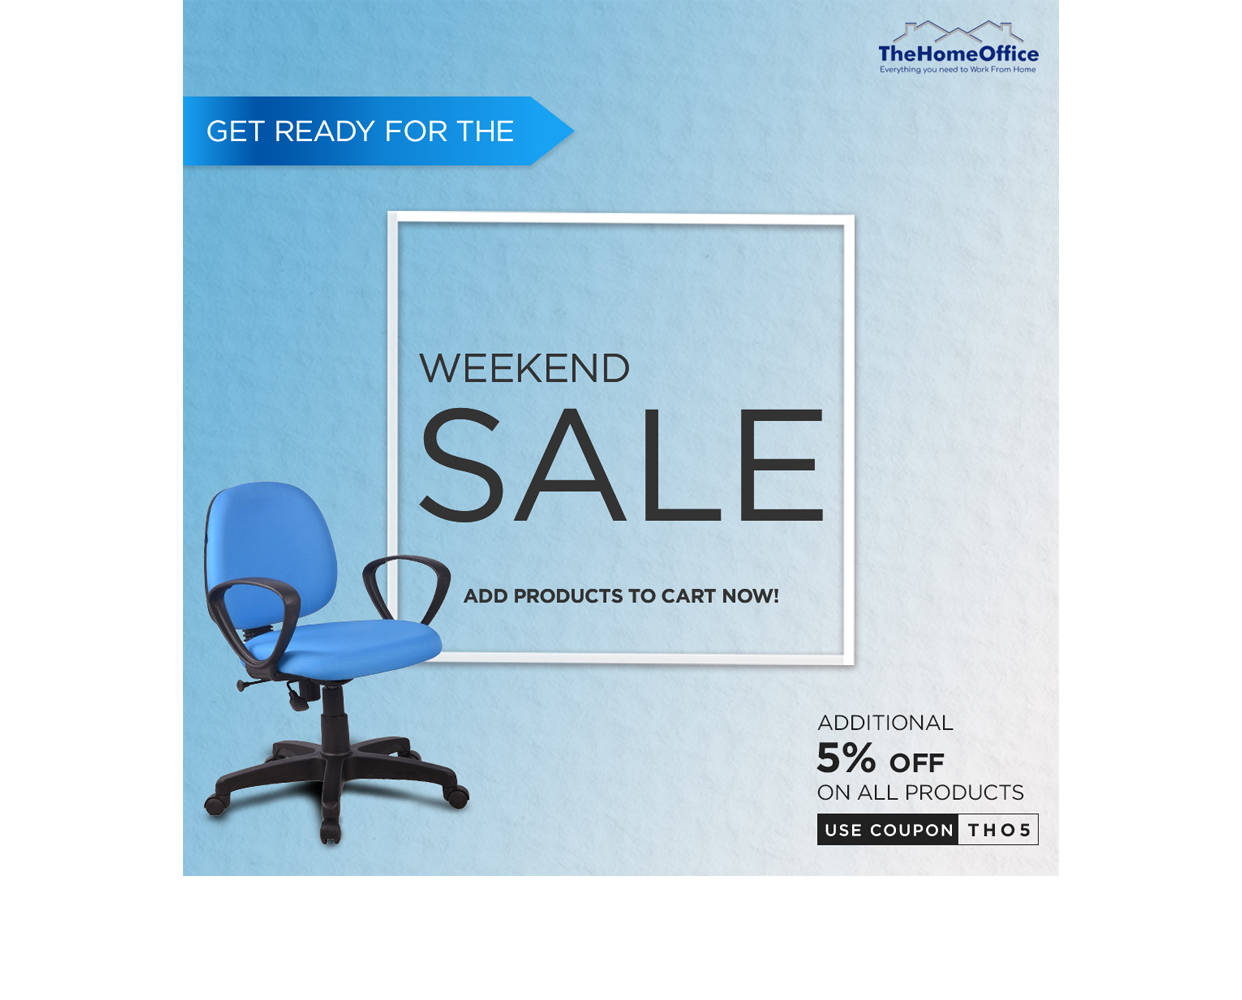 TheHomeOffice
Everything you need to Work From Home
GET READY FOR THE
WEEKEND
SALE
ADD PRODUCTS TO CART NOW!
ADDITIONAL
5% OFF
ON ALL PRODUCTS
USE COUPON THO5